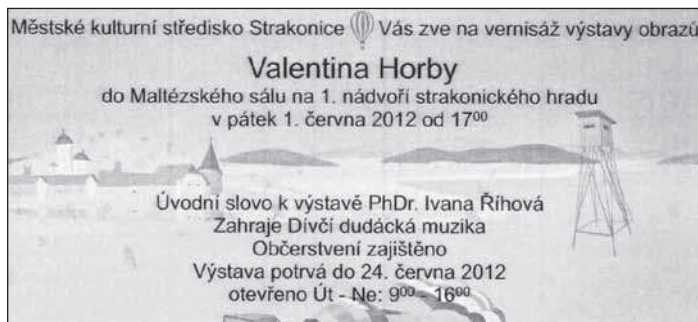 Městské kulturní středisko Strakonice Vás zve na vernisáž výstavy obrazů
Valentina Horby
do Maltézského sálu na 1. nádvoří strakonického hradu
v pátek 1. června 2012 od 17⁰⁰
Úvodní slovo k výstavě PhDr. Ivana Říhová
Zahraje Dívčí dudácká muzika
Občerstvení zajištěno
Výstava potrvá do 24. června 2012
otevřeno Út - Ne: 9⁰⁰ - 16⁰⁰